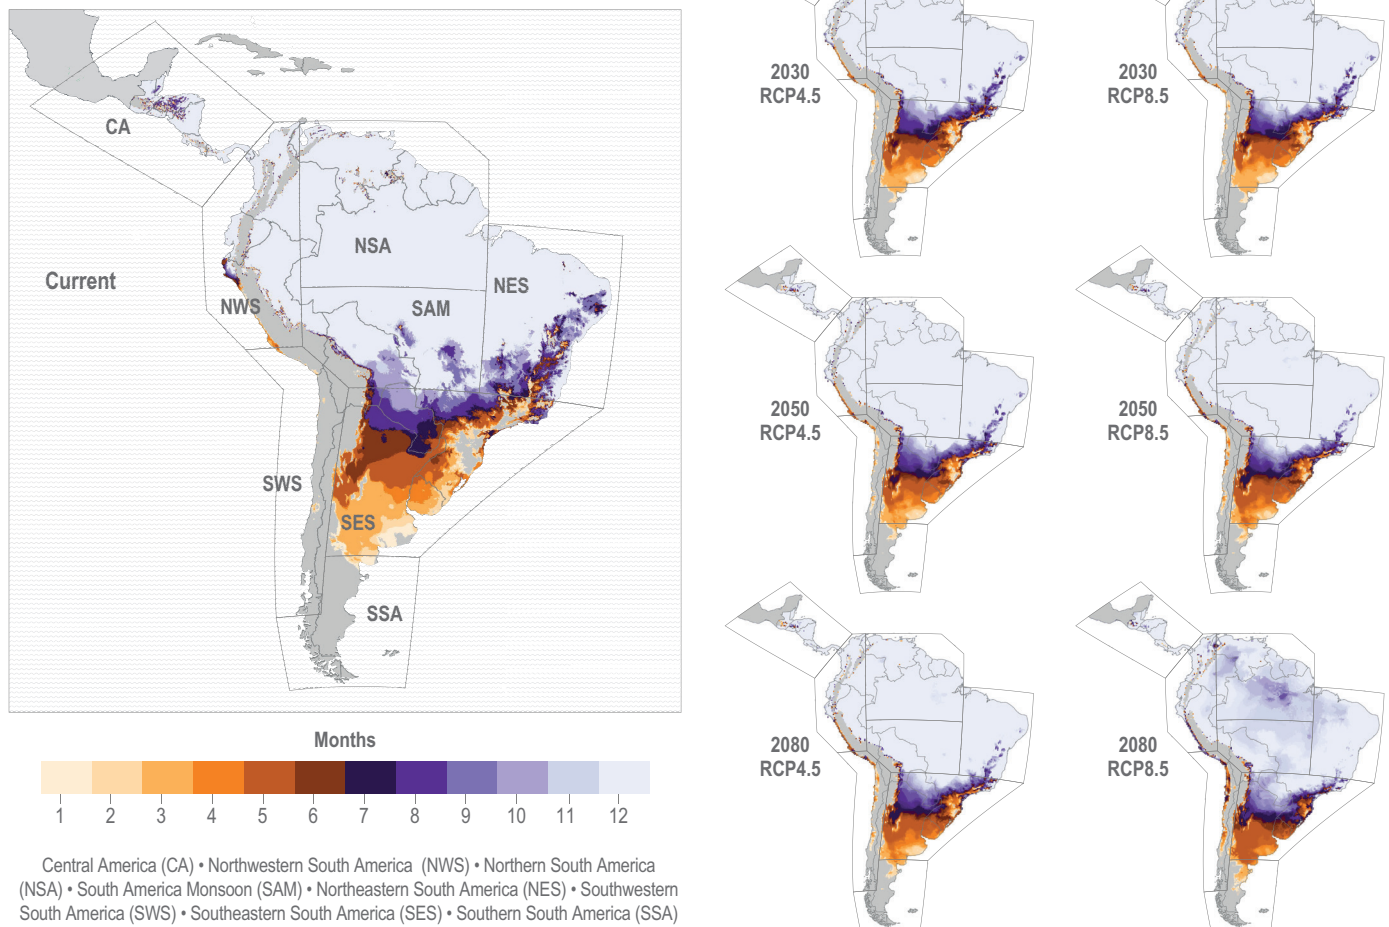 CA
NSA
Current
NES
NWS
SAM
SWS
SES
SSA
Months
1 2 3 4 5 6 7 8 9 10 11 12
Central America (CA) • Northwestern South America (NWS) • Northern South America
(NSA) • South America Monsoon (SAM) • Northeastern South America (NES) • Southwestern
South America (SWS) • Southeastern South America (SES) • Southern South America (SSA)
2030
RCP4.5
2030
RCP8.5
2050
RCP4.5
2050
RCP8.5
2080
RCP4.5
2080
RCP8.5